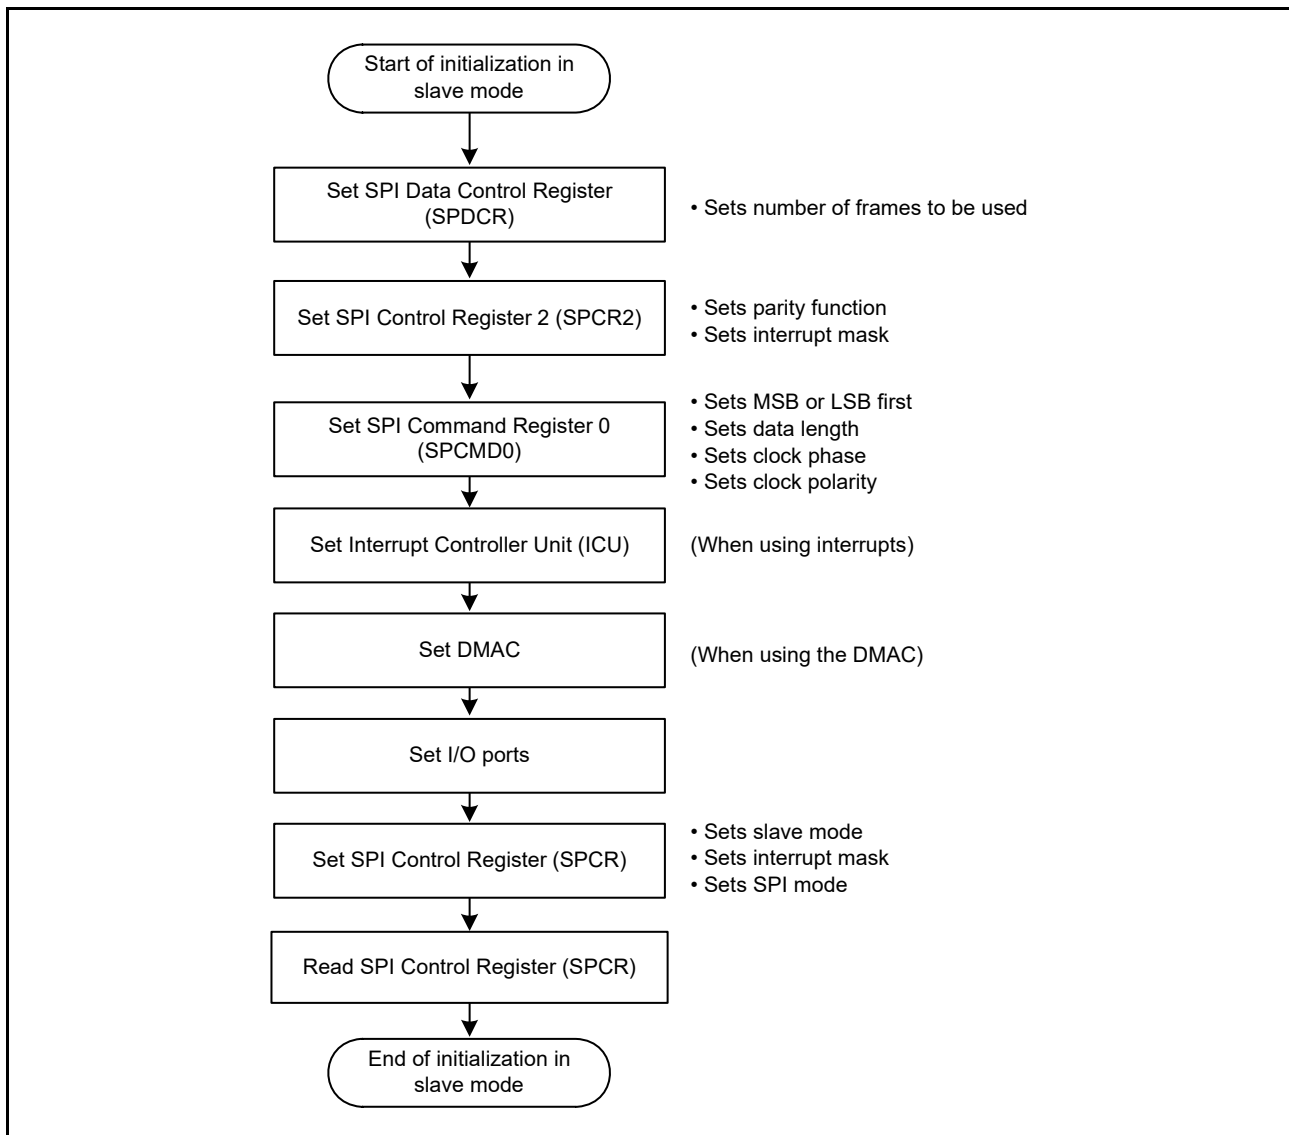 Start of initialization in
slave mode
Set SPI Data Control Register
(SPDCR)
• Sets number of frames to be used
Set SPI Control Register 2 (SPCR2)
• Sets parity function
• Sets interrupt mask
Set SPI Command Register 0
(SPCMD0)
• Sets MSB or LSB first
• Sets data length
• Sets clock phase
• Sets clock polarity
Set Interrupt Controller Unit (ICU)
(When using interrupts)
Set DMAC
(When using the DMAC)
Set I/O ports
Set SPI Control Register (SPCR)
• Sets slave mode
• Sets interrupt mask
• Sets SPI mode
Read SPI Control Register (SPCR)
End of initialization in
slave mode